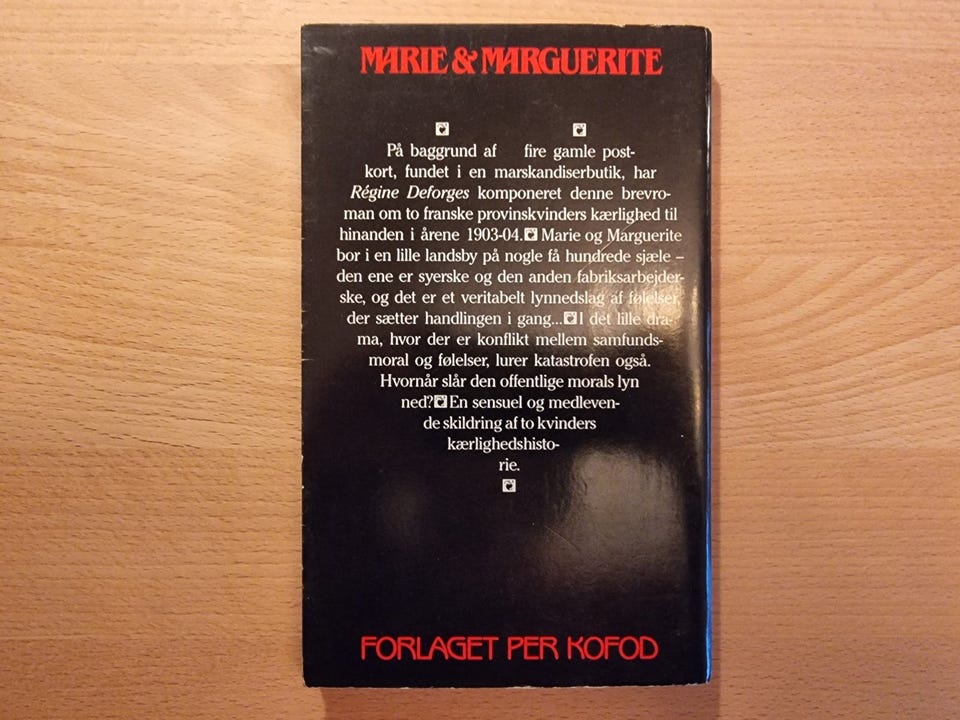 MARIE & MARGUERITE
På baggrund af fire gamle post-
kort, fundet i en marskandiserbutik, har
Régine Deforges komponeret denne brevro-
man om to franske provinskvinders kærlighed til
hinanden i årene 1903-04. Marie og Marguerite
bor i en lille landsby på nogle få hundrede sjæle –
den ene er syerske og den anden fabriksarbejder-
ske, og det er et veritabelt lynnedslag af følelser,
der sætter handlingen i gang... I det lille dra-
ma, hvor der er konflikt mellem samfunds-
moral og følelser, lurer katastrofen også.
Hvornår slår den offentlige morals lyn
ned? En sensuel og medleven-
de skildring af to kvinders
kærlighedshisto-
rie.
FORLAGET PER KOFOD